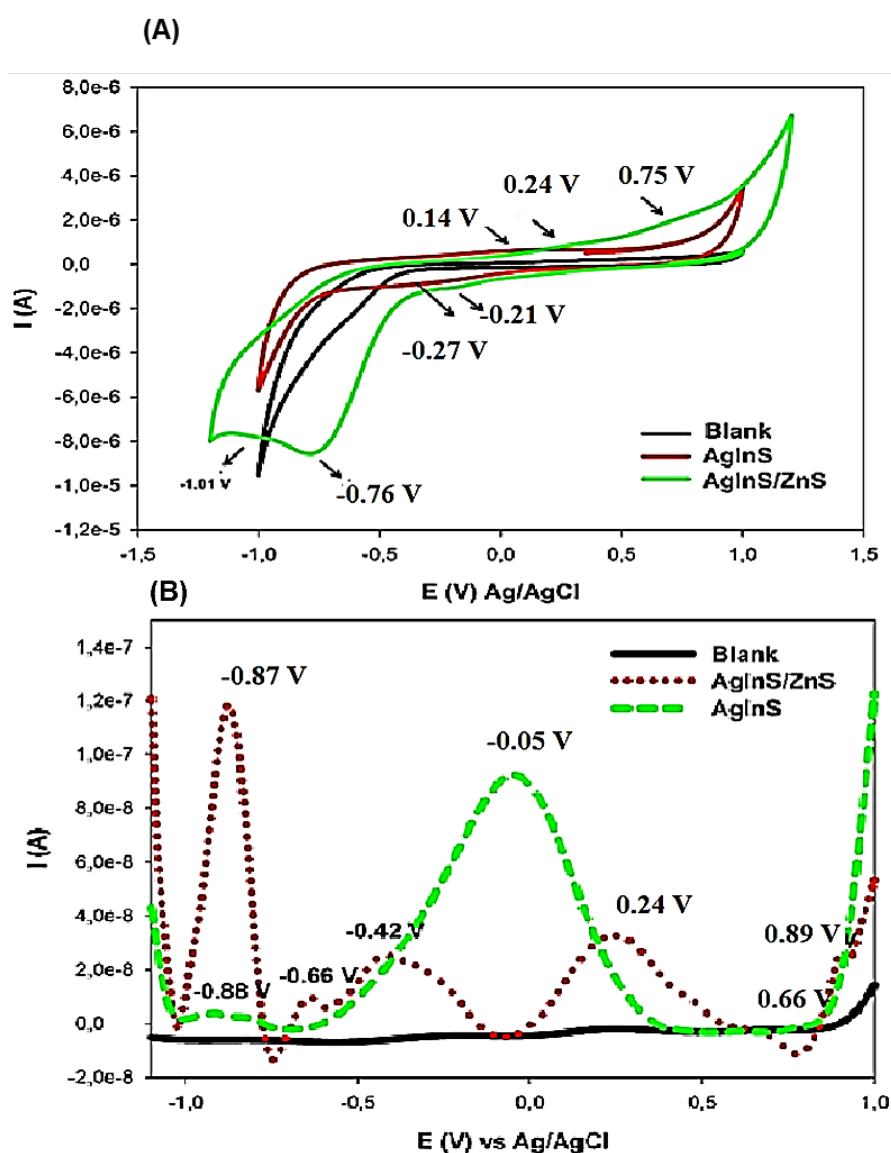 (A)
8,0e-6
6,0e-6
4,0e-6
2,0e-6
0,0
-2,0e-6
-4,0e-6
-6,0e-6
-8,0e-6
-1,0e-5
-1,2e-5
I (A)
0.14 V
0.24 V
0.75 V
-0.21 V
-0.27 V
-1.01 V
-0.76 V
Blank
AgInS
AgInS/ZnS
-1,5
-1,0
-0,5
0,0
0,5
1,0
1,5
E (V) Ag/AgCl
(B)
1,4e-7
1,2e-7
1,0e-7
8,0e-8
6,0e-8
4,0e-8
2,0e-8
0,0
-2,0e-8
I (A)
-0.87 V
Blank
AgInS/ZnS
AgInS
-0.05 V
-0.42 V
0.24 V
0.89 V
-0.66 V
-0.88 V
0.66 V
-1,0
-0,5
0,0
0,5
1,0
E (V) vs Ag/AgCl